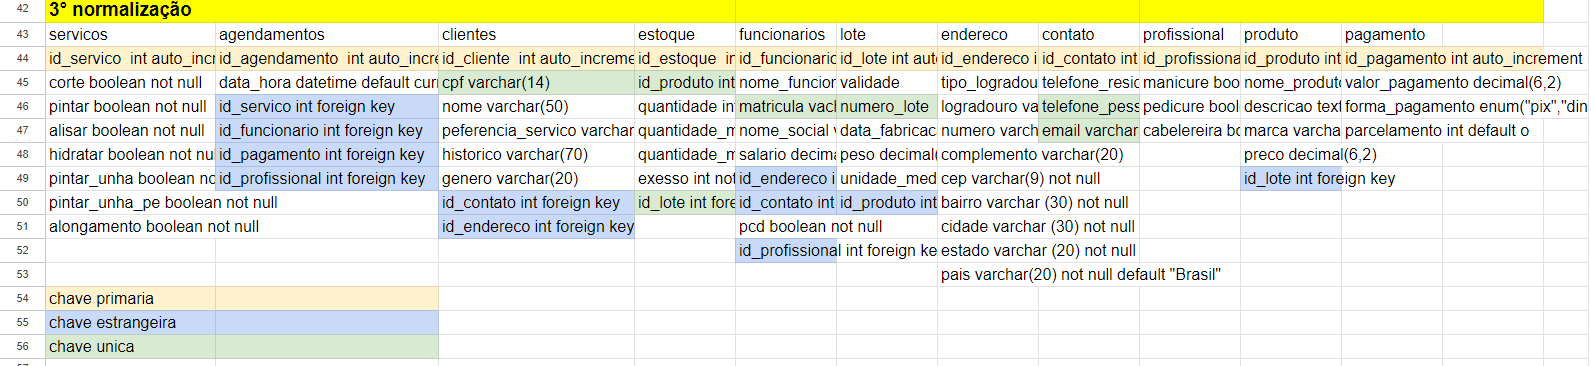 42 3° normalização
43 servicos agendamentos clientes estoque funcionarios lote endereco contato profissional produto pagamento
44 id_servico int auto_incre id_agendamento int auto_incre id_cliente int auto_increme id_estoque in id_funcionario id_lote int aut id_endereco i id_contato int id_profissiona id_produto int id_pagamento int auto_increment
45 corte boolean not null data_hora datetime default cur cpf varchar(14) id_produto int nome_funcior validade tipo_logradou telefone_resid manicure boo nome_produto valor_pagamento decimal(6,2)
46 pintar boolean not null id_servico int foreign key nome varchar(50) quantidade in matricula vacl numero_lote logradouro va telefone_pess pedicure bool descricao text forma_pagamento enum("pix","din
47 alisar boolean not null id_funcionario int foreign key peferencia_servico varchar quantidade_m nome_social v data_fabricac numero varch email varchar cabelereira bo marca varcha parcelamento int default o
48 hidratar boolean not nul id_pagamento int foreign key historico varchar(70) quantidade_m salario decima peso decimal( complemento varchar(20) preco decimal(6,2)
49 pintar_unha boolean no id_profissional int foreign key genero varchar(20) exesso int not id_endereco i unidade_med cep varchar(9) not null id_lote int foreign key
50 pintar_unha_pe boolean not null id_contato int foreign key id_lote int fore id_contato int id_produto int bairro varchar (30) not null
51 alongamento boolean not null id_endereco int foreign key pcd boolean not null cidade varchar (30) not null
52 id_profissional int foreign ke estado varchar (20) not null
53 pais varchar(20) not null default "Brasil"
54 chave primaria
55 chave estrangeira
56 chave unica